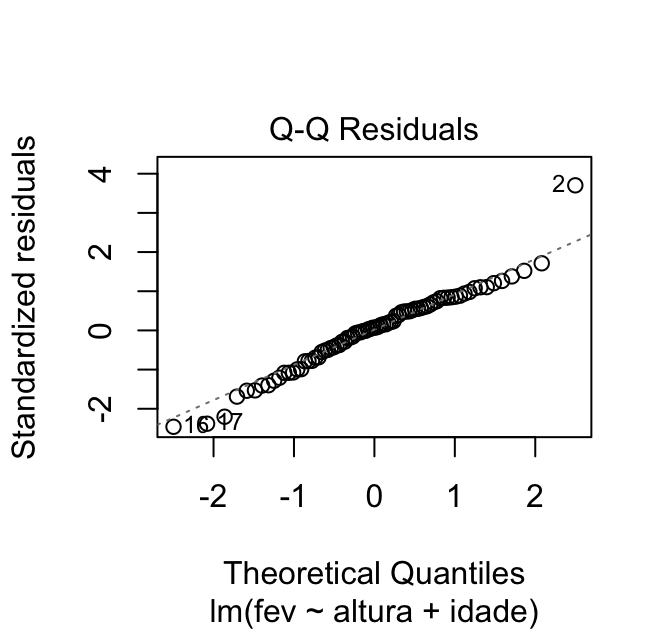 Q-Q Residuals
Standardized residuals
4
2
0
-2
2
16
17
-2 -1 0 1 2
Theoretical Quantiles
lm(fev ~ altura + idade)